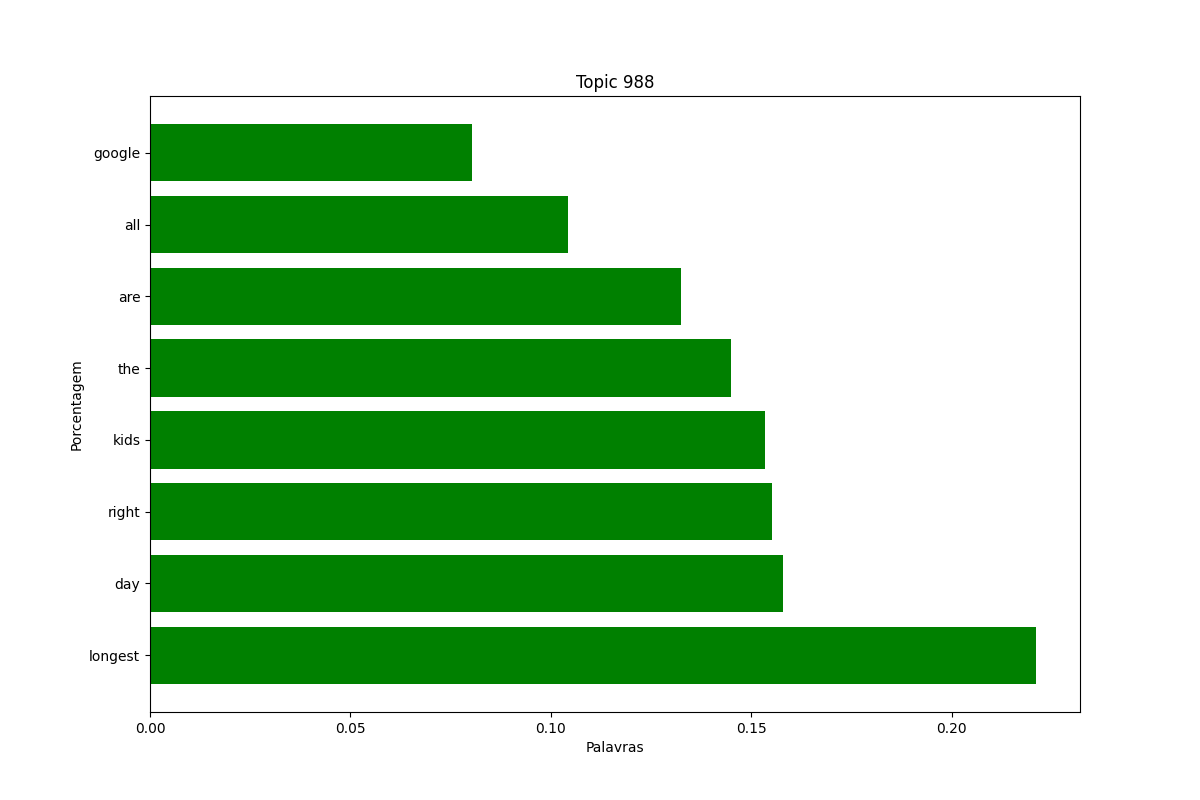 Topic 988
google
all
are
the
kids
right
day
longest
Porcentagem
0.00 0.05 0.10 0.15 0.20
Palavras